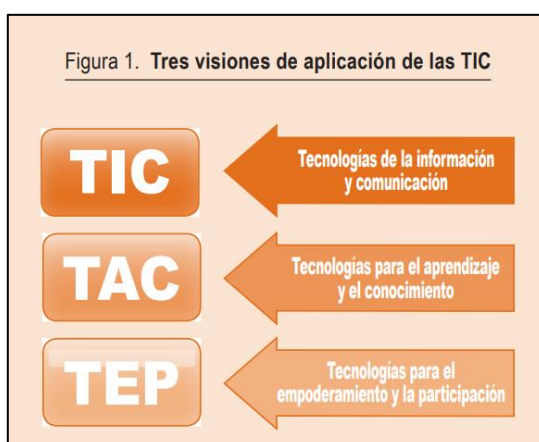 Figura 1. Tres visiones de aplicación de las TIC
TIC
Tecnologías de la información
y comunicación
TAC
Tecnologías para el aprendizaje
y el conocimiento
TEP
Tecnologías para el
empoderamiento y la participación